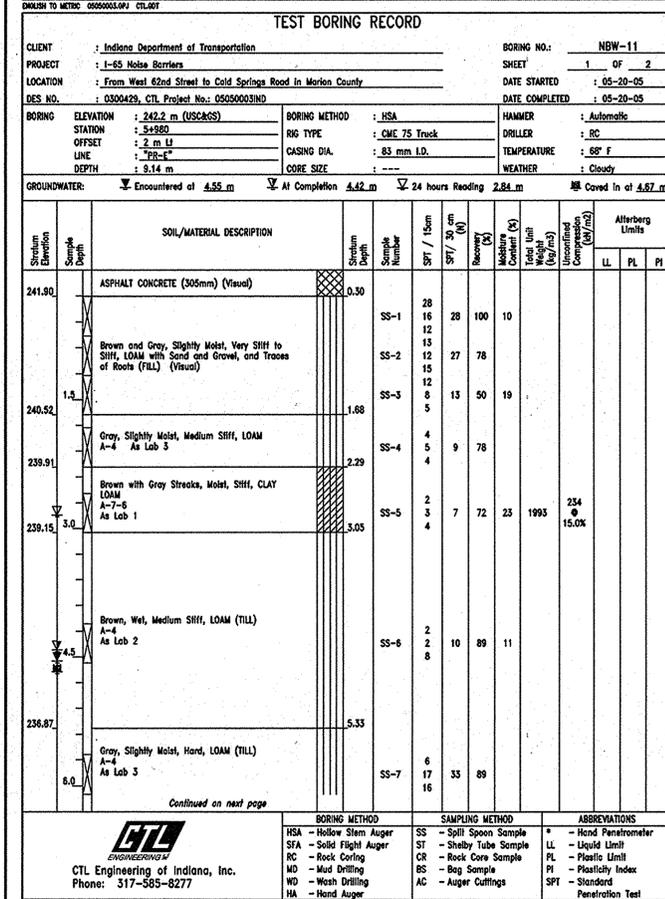 ENGLISH TO METRIC 05050003.GPJ CTL.GDT
TEST BORING RECORD
CLIENT : Indiana Department of Transportation
BORING NO.: NBW-11
PROJECT : I-65 Noise Barriers
SHEET 1 OF 2
LOCATION : From West 62nd Street to Cold Springs Road in Marion County
DATE STARTED : 05-20-05
DES NO. : 0300429, CTL Project No.: 05050003IND
DATE COMPLETED : 05-20-05
BORING ELEVATION : 242.2 m (USC&GS)
BORING METHOD : HSA
HAMMER : Automatic
STATION : 5+980
RIG TYPE : CME 75 Truck
DRILLER : RC
OFFSET : 2 m Lt
CASING DIA. : 83 mm I.D.
TEMPERATURE : 68° F
LINE : "PR-E"
DEPTH : 9.14 m
CORE SIZE : ---
WEATHER : Cloudy
GROUNDWATER: Encountered at 4.55 m At Completion 4.42 m 24 hours Reading 2.84 m Caved in at 4.67 m
Stratum Elevation
Sample Depth
SOIL/MATERIAL DESCRIPTION
Stratum Depth
Sample Number
SPT / 15cm
SPT/ 30 cm (N)
Recovery (%)
Moisture Content (%)
Total Unit Weight (kg/m3)
Unconfined Compression (kN/m2)
Atterberg Limits
LL PL PI
ASPHALT CONCRETE (305mm) (Visual)
241.90 0.30
28
SS-1 16 28 100 10
12
Brown and Gray, Slightly Moist, Very Stiff to
Stiff, LOAM with Sand and Gravel, and Traces
of Roots (FILL) (Visual)
13
SS-2 12 27 78
15
12
1.5 SS-3 8 13 50 19
5
240.52 1.68
Gray, Slightly Moist, Medium Stiff, LOAM
A-4 As Lab 3
4
SS-4 5 9 78
4
239.91 2.29
Brown with Gray Streaks, Moist, Stiff, CLAY
LOAM
A-7-6
As Lab 1
2
SS-5 3 7 72 23 1993
4
234
@
15.0%
239.15 3.0 3.05
Brown, Wet, Medium Stiff, LOAM (TILL)
A-4
As Lab 2
2
SS-6 2 10 89 11
8
4.5
236.87 5.33
Gray, Slightly Moist, Hard, LOAM (TILL)
A-4
As Lab 3
6
SS-7 17 33 89
16
6.0
Continued on next page
CTL
ENGINEERING
CTL Engineering of Indiana, Inc.
Phone: 317-585-8277
BORING METHOD
HSA - Hollow Stem Auger
SFA - Solid Flight Auger
RC - Rock Coring
MD - Mud Drilling
WD - Wash Drilling
HA - Hand Auger
SAMPLING METHOD
SS - Split Spoon Sample
ST - Shelby Tube Sample
CR - Rock Core Sample
BS - Bag Sample
AC - Auger Cuttings
ABBREVIATIONS
* - Hand Penetrometer
LL - Liquid Limit
PL - Plastic Limit
PI - Plasticity Index
SPT - Standard
Penetration Test